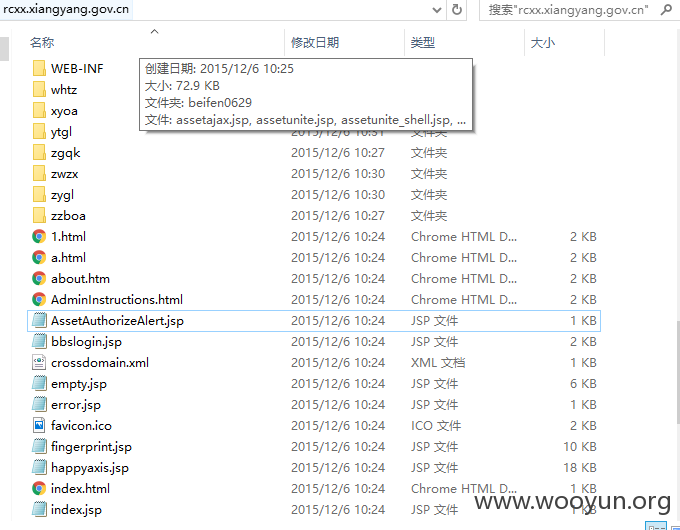 rcxx.xiangyang.gov.cn 搜索"rcxx.xiangyang.gov.cn"
名称 修改日期 类型 大小
WEB-INF
创建日期: 2015/12/6 10:25
whtz
大小: 72.9 KB
xyoa
文件夹: beifen0629
文件: assetajax.jsp, assetunite.jsp, assetunite_shell.jsp, ...
ytgl 2015/12/6 10:31 文件夹
zgqk 2015/12/6 10:27 文件夹
zwzx 2015/12/6 10:30 文件夹
zygl 2015/12/6 10:30 文件夹
zzboa 2015/12/6 10:27 文件夹
1.html 2015/12/6 10:24 Chrome HTML D... 2 KB
a.html 2015/12/6 10:24 Chrome HTML D... 2 KB
about.htm 2015/12/6 10:24 Chrome HTML D... 2 KB
AdminInstructions.html 2015/12/6 10:24 Chrome HTML D... 2 KB
AssetAuthorizeAlert.jsp 2015/12/6 10:24 JSP 文件 1 KB
bbslogin.jsp 2015/12/6 10:24 JSP 文件 2 KB
crossdomain.xml 2015/12/6 10:24 XML 文档 1 KB
empty.jsp 2015/12/6 10:24 JSP 文件 6 KB
error.jsp 2015/12/6 10:24 JSP 文件 1 KB
favicon.ico 2015/12/6 10:24 ICO 文件 2 KB
fingerprint.jsp 2015/12/6 10:24 JSP 文件 10 KB
happyaxis.jsp 2015/12/6 10:24 JSP 文件 18 KB
index.html 2015/12/6 10:24 Chrome HTML D...
index.jsp 2015/12/6 10:24 JSP 文件
www.wooyun.org